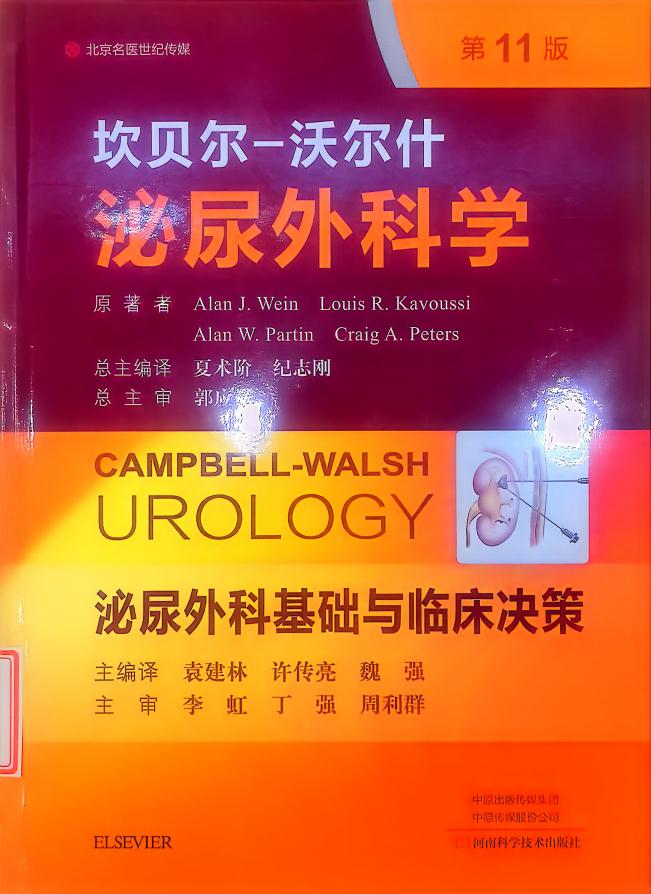 北京名医世纪传媒
第11版
坎贝尔-沃尔什
泌尿外科学
原著者 Alan J. Wein Louis R. Kavoussi
Alan W. Partin Craig A. Peters
总主编译 夏术阶 纪志刚
总主审
CAMPBELL-WALSH
UROLOGY
泌尿外科基础与临床决策
主编译 袁建林 许传亮 魏 强
主 审 李 虹 丁 强 周利群
中原出版传媒集团
中原传媒股份公司
ELSEVIER
河南科学技术出版社